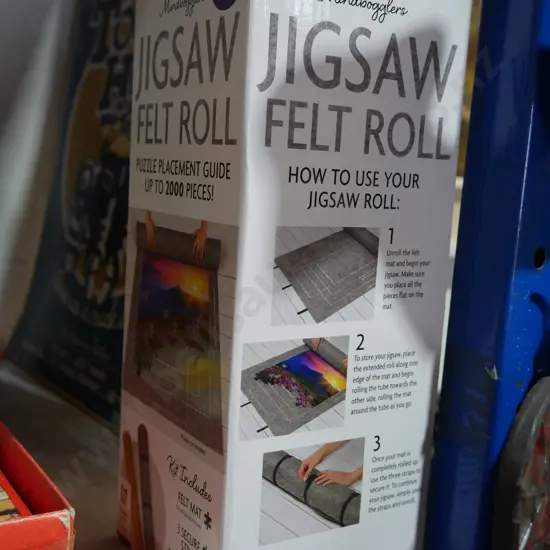 Mindbogglers
JIGSAW
FELT ROLL
PUZZLE PLACEMENT GUIDE
UP TO 2000 PIECES!
Kit Includes
FELT MAT
3 SECURE
Mindbogglers
JIGSAW
FELT ROLL
HOW TO USE YOUR
JIGSAW ROLL:
1
Unroll the felt
mat and begin your
jigsaw. Make sure
you place all the
pieces flat on the
mat.
2
To store your jigsaw, place
the extended roll along one
edge of the mat and begin
rolling the tube towards the
other side, rolling the mat
around the tube as you go.
3
Once your mat is
completely rolled up
use the three straps to
secure it. To continue
your jigsaw, simply undo
the straps and unroll.